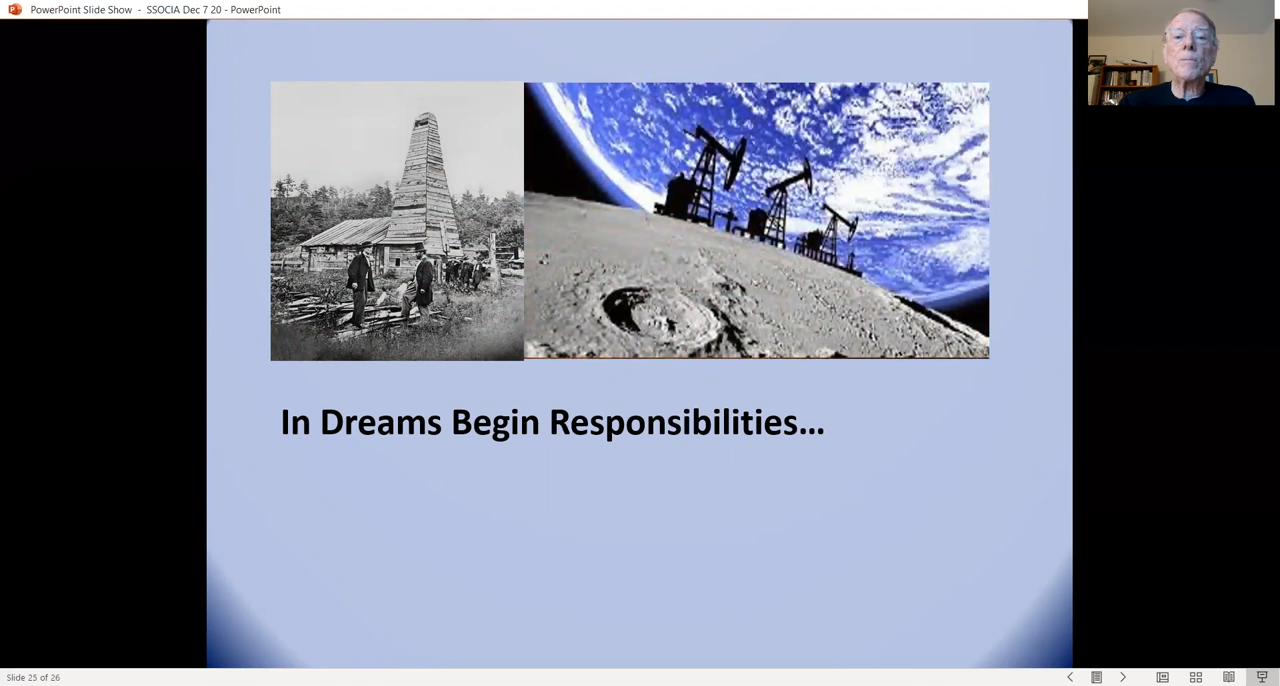 PowerPoint Slide Show - SSOCIA Dec 7 20 - PowerPoint
In Dreams Begin Responsibilities...
Slide 25 of 26